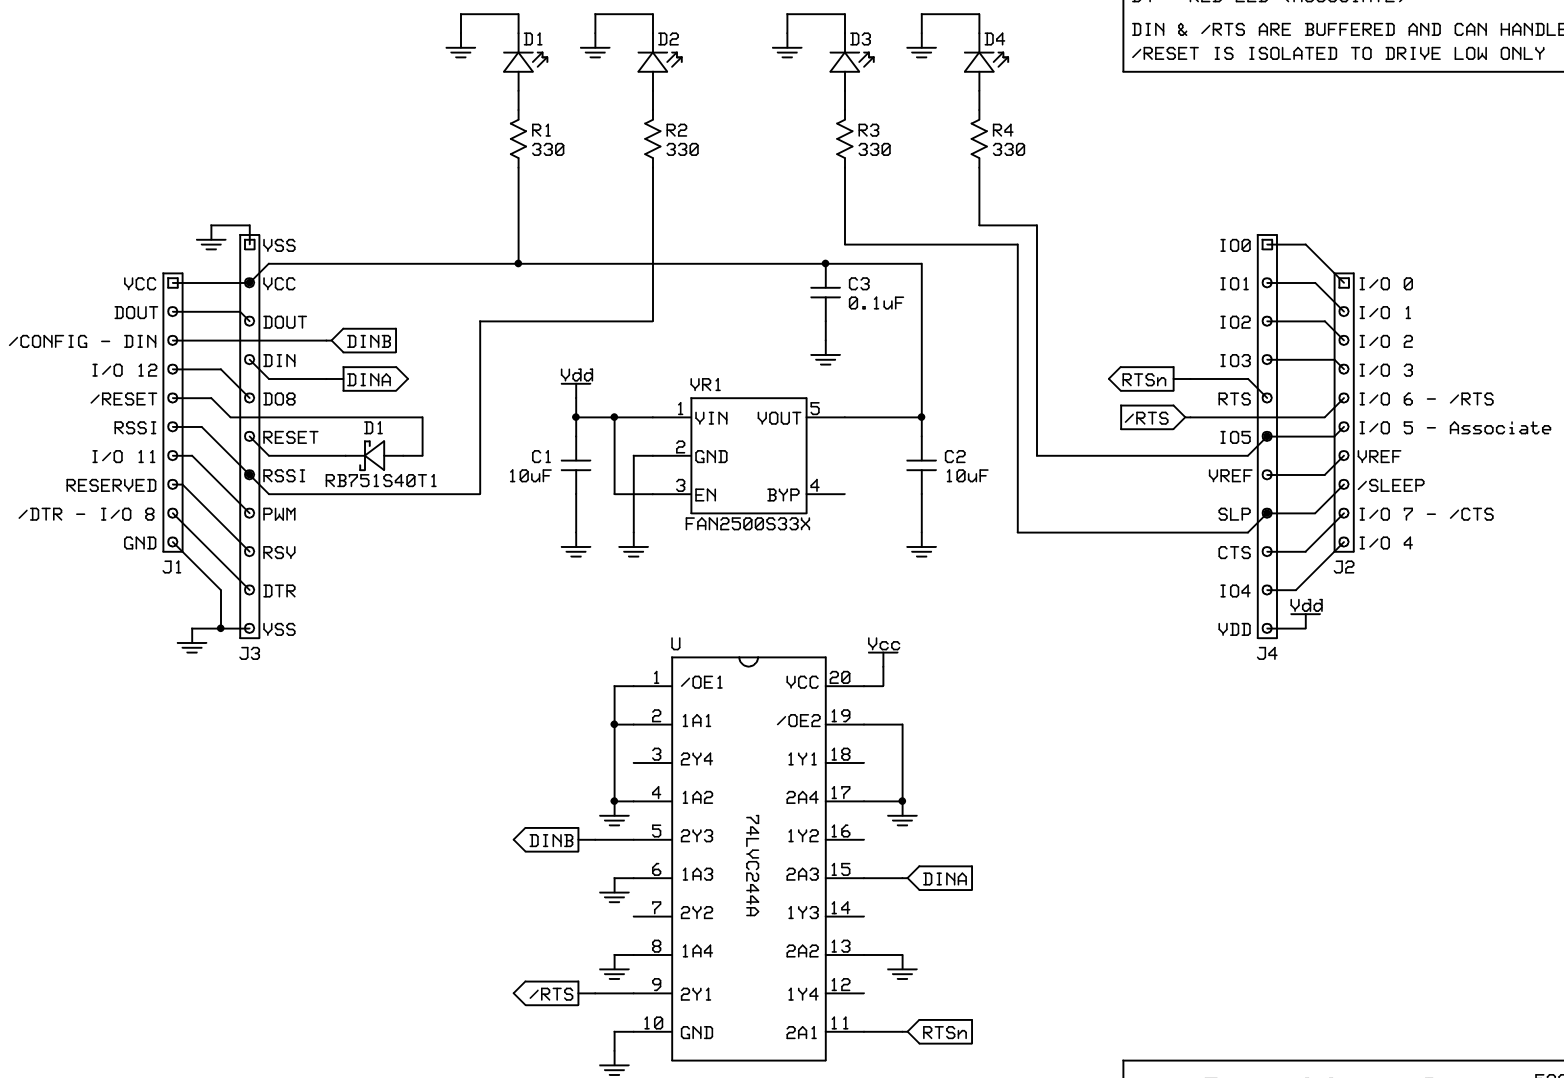 DIN & /RTS ARE BUFFERED AND CAN HANDLE
/RESET IS ISOLATED TO DRIVE LOW ONLY
D1
D2
D3
D4
R1
330
R2
330
R3
330
R4
330
VSS
VCC
DOUT
DIN
DO8
RESET
RSSI
PWM
RSV
DTR
VSS
J3
VCC
DOUT
/CONFIG - DIN
I/O 12
/RESET
RSSI
I/O 11
RESERVED
/DTR - I/O 8
GND
J1
DINB
DINA
D1
RB751S40T1
C3
0.1uF
Vdd
VR1
1
VIN
VOUT
5
2
GND
3
EN
BYP
4
FAN2500S33X
C1
10uF
C2
10uF
IO0
IO1
IO2
IO3
RTS
IO5
VREF
SLP
CTS
IO4
VDD
J4
Vdd
RTSn
/RTS
I/O 0
I/O 1
I/O 2
I/O 3
I/O 6 - /RTS
I/O 5 - Associate
VREF
/SLEEP
I/O 7 - /CTS
I/O 4
J2
U
Vcc
1 /OE1 VCC 20
2 1A1 /OE2 19
3 2Y4 1Y1 18
4 1A2 2A4 17
DINB 5 2Y3 1Y2 16
6 1A3 2A3 15 DINA
7 2Y2 1Y3 14
8 1A4 2A2 13
/RTS 9 2Y1 1Y4 12
10 GND 2A1 11 RTSn
74LVC244A